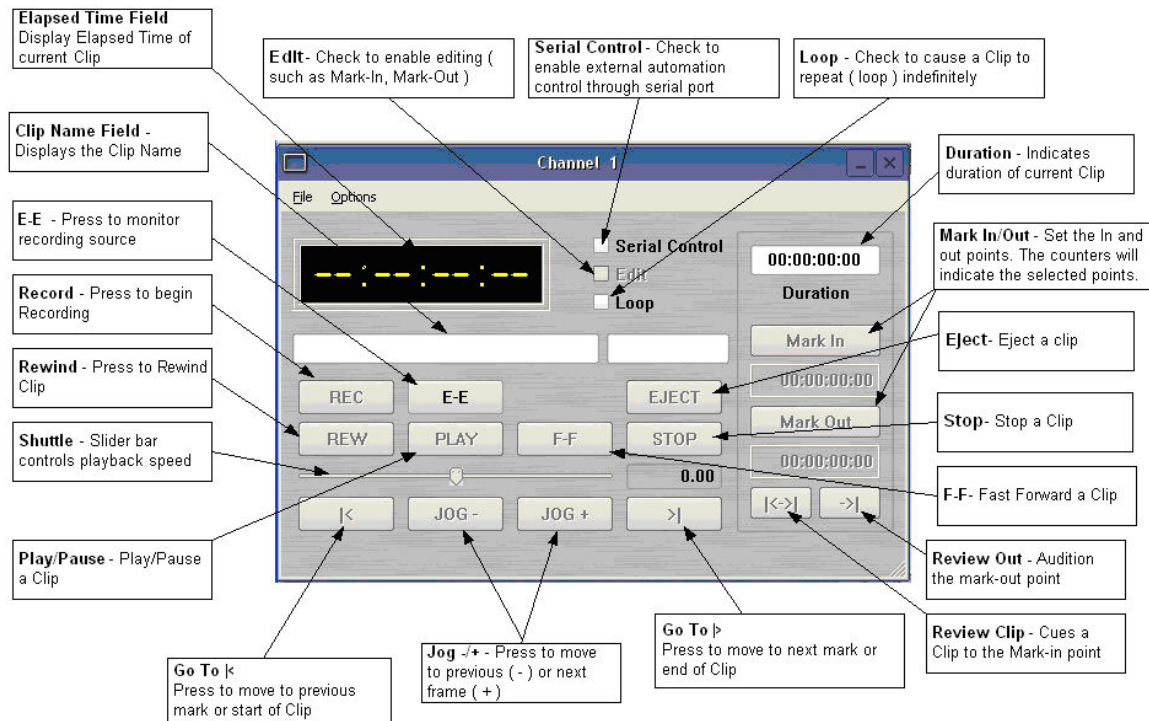 Elapsed Time Field
Display Elapsed Time of
current Clip
Edit- Check to enable editing (
such as Mark-In, Mark-Out )
Serial Control - Check to
enable external automation
control through serial port
Loop - Check to cause a Clip to
repeat ( loop ) indefinitely
Clip Name Field -
Displays the Clip Name
E-E - Press to monitor
recording source
Record - Press to begin
Recording
Rewind - Press to Rewind
Clip
Shuttle - Slider bar
controls playback speed
Play/Pause - Play/Pause
a Clip
Channel 1
File Options
--:--:--:--
Serial Control
Edit
Loop
00:00:00:00
Duration
Mark In
00:00:00:00
Mark Out
00:00:00:00
|<->| ->|
REC E-E EJECT
REW PLAY F-F STOP
0.00
|< JOG - JOG + >|
Duration - Indicates
duration of current Clip
Mark In/Out - Set the In and
out points. The counters will
indicate the selected points.
Eject- Eject a clip
Stop- Stop a Clip
F-F- Fast Forward a Clip
Review Out - Audition
the mark-out point
Review Clip - Cues a
Clip to the Mark-in point
Go To |<
Press to move to previous
mark or start of Clip
Jog -/+ - Press to move
to previous ( - ) or next
frame ( + )
Go To |>
Press to move to next mark or
end of Clip